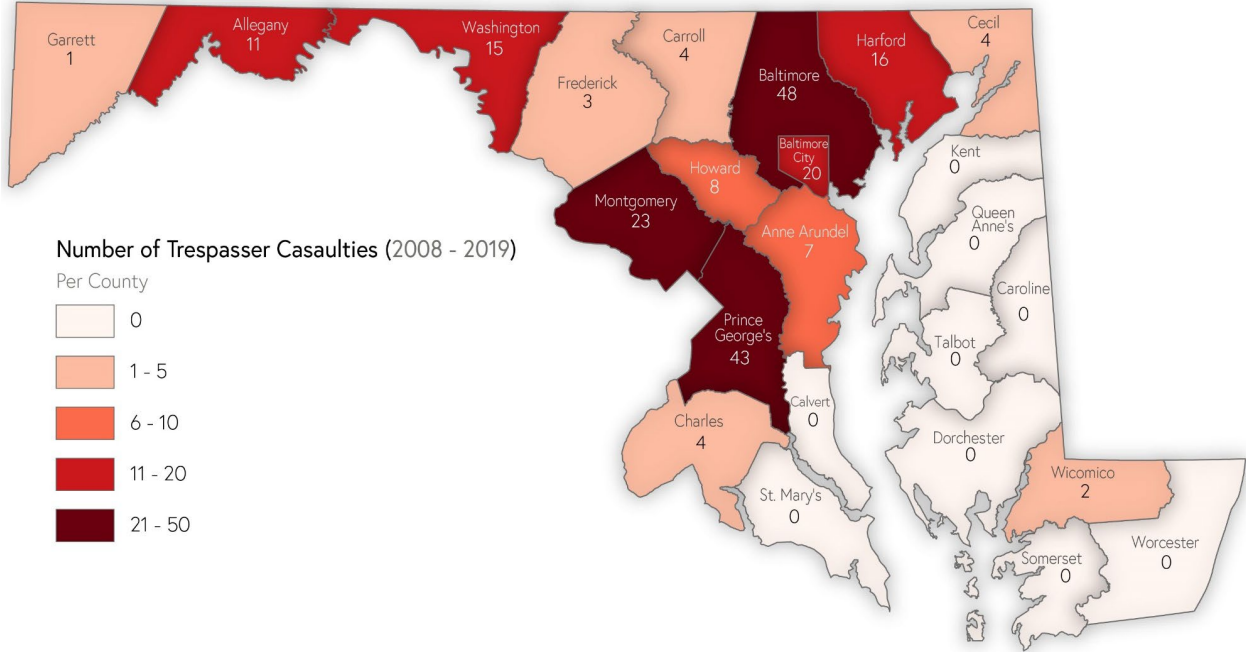 Garrett
1
Allegany
11
Washington
15
Frederick
3
Carroll
4
Baltimore
48
Baltimore
City
20
Harford
16
Cecil
4
Kent
0
Queen
Anne's
0
Caroline
0
Talbot
0
Howard
8
Montgomery
23
Anne Arundel
7
Prince
George's
43
Charles
4
Calvert
0
St. Mary's
0
Dorchester
0
Wicomico
2
Somerset
0
Worcester
0
Number of Trespasser Casaulties (2008 - 2019)
Per County
0
1 - 5
6 - 10
11 - 20
21 - 50